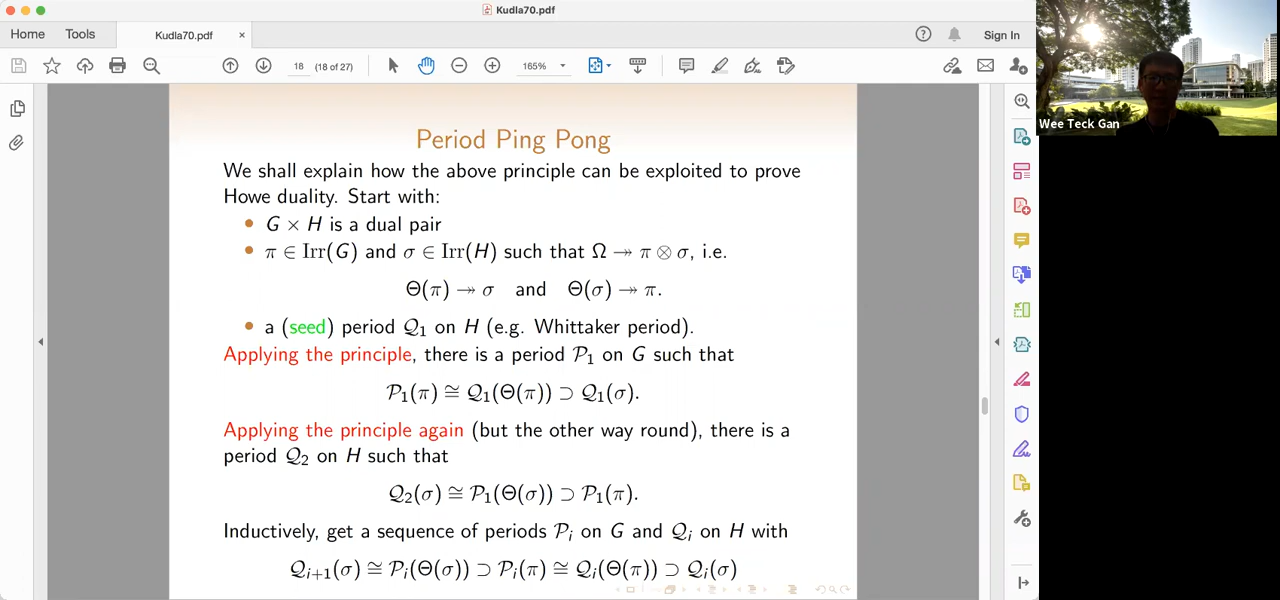 Kudla70.pdf
Home
Tools
Kudla70.pdf
×
Sign In
18
(18 of 27)
165%
Wee Teck Gan
Period Ping Pong
We shall explain how the above principle can be exploited to prove
Howe duality. Start with:
• G × H is a dual pair
• π ∈ Irr(G) and σ ∈ Irr(H) such that Ω ↠ π ⊗ σ, i.e.
Θ(π) ↠ σ and Θ(σ) ↠ π.
• a (seed) period 𝒬₁ on H (e.g. Whittaker period).
Applying the principle, there is a period 𝒫₁ on G such that
𝒫₁(π) ≅ 𝒬₁(Θ(π)) ⊃ 𝒬₁(σ).
Applying the principle again (but the other way round), there is a
period 𝒬₂ on H such that
𝒬₂(σ) ≅ 𝒫₁(Θ(σ)) ⊃ 𝒫₁(π).
Inductively, get a sequence of periods 𝒫ᵢ on G and 𝒬ᵢ on H with
𝒬ᵢ₊₁(σ) ≅ 𝒫ᵢ(Θ(σ)) ⊃ 𝒫ᵢ(π) ≅ 𝒬ᵢ(Θ(π)) ⊃ 𝒬ᵢ(σ)